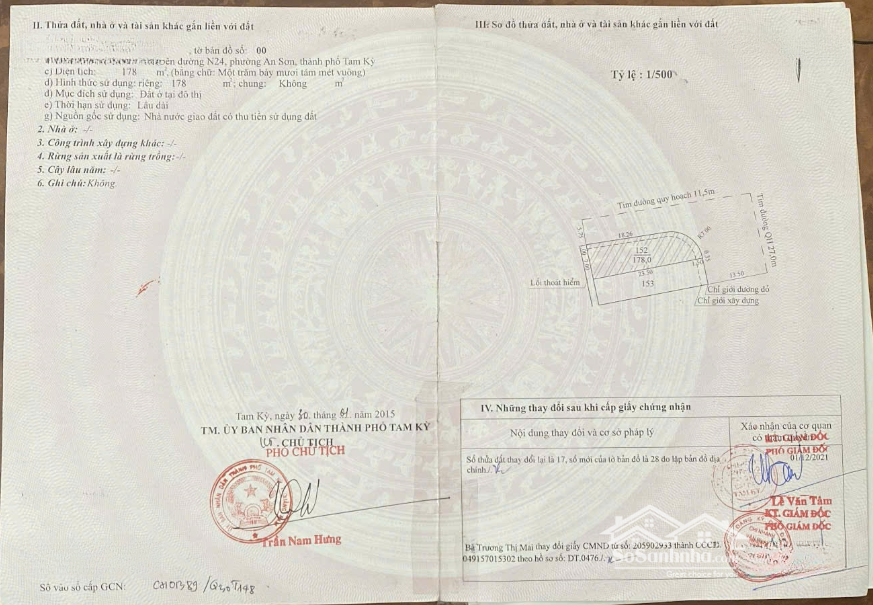 II. Thửa đất, nhà ở và tài sản khác gắn liền với đất
, tờ bản đồ số: 00
đường N24, phường An Sơn, thành phố Tam Kỳ
c) Diện tích: 178 m², (bằng chữ: Một trăm bảy mươi tám mét vuông)
d) Hình thức sử dụng: riêng: 178 m²; chung: Không m²
đ) Mục đích sử dụng: Đất ở tại đô thị
e) Thời hạn sử dụng: Lâu dài
g) Nguồn gốc sử dụng: Nhà nước giao đất có thu tiền sử dụng đất
2. Nhà ở: -/-
3. Công trình xây dựng khác: -/-
4. Rừng sản xuất là rừng trồng: -/-
5. Cây lâu năm: -/-
6. Ghi chú: Không
Tam Kỳ, ngày 30 tháng 01 năm 2015
TM. ỦY BAN NHÂN DÂN THÀNH PHỐ TAM KỲ
KT. CHỦ TỊCH
PHÓ CHỦ TỊCH
Trần Nam Hưng
Số vào sổ cấp GCN:
III. Sơ đồ thửa đất, nhà ở và tài sản khác gắn liền với đất
Tỷ lệ : 1/500
Tim đường quy hoạch 11,5m
Tim đường QH 27,0m
18.26
152
178,0
153
13.50
Lối thoát hiểm
Chỉ giới đường đỏ
Chỉ giới xây dựng
IV. Những thay đổi sau khi cấp giấy chứng nhận
Nội dung thay đổi và cơ sở pháp lý
Xác nhận của cơ quan
có thẩm quyền
KT. GIÁM ĐỐC
PHÓ GIÁM ĐỐC
01/12/2021
Số thửa đất thay đổi lại là 17, số mới của tờ bản đồ là 28 do lập bản đồ địa
chính./.
Lê Văn Tâm
KT. GIÁM ĐỐC
PHÓ GIÁM ĐỐC
Bà Trương Thị Mai thay đổi giấy CMND từ số: 205902933 thành CCCD:
049157015302 theo hồ sơ số: DT.0476./.